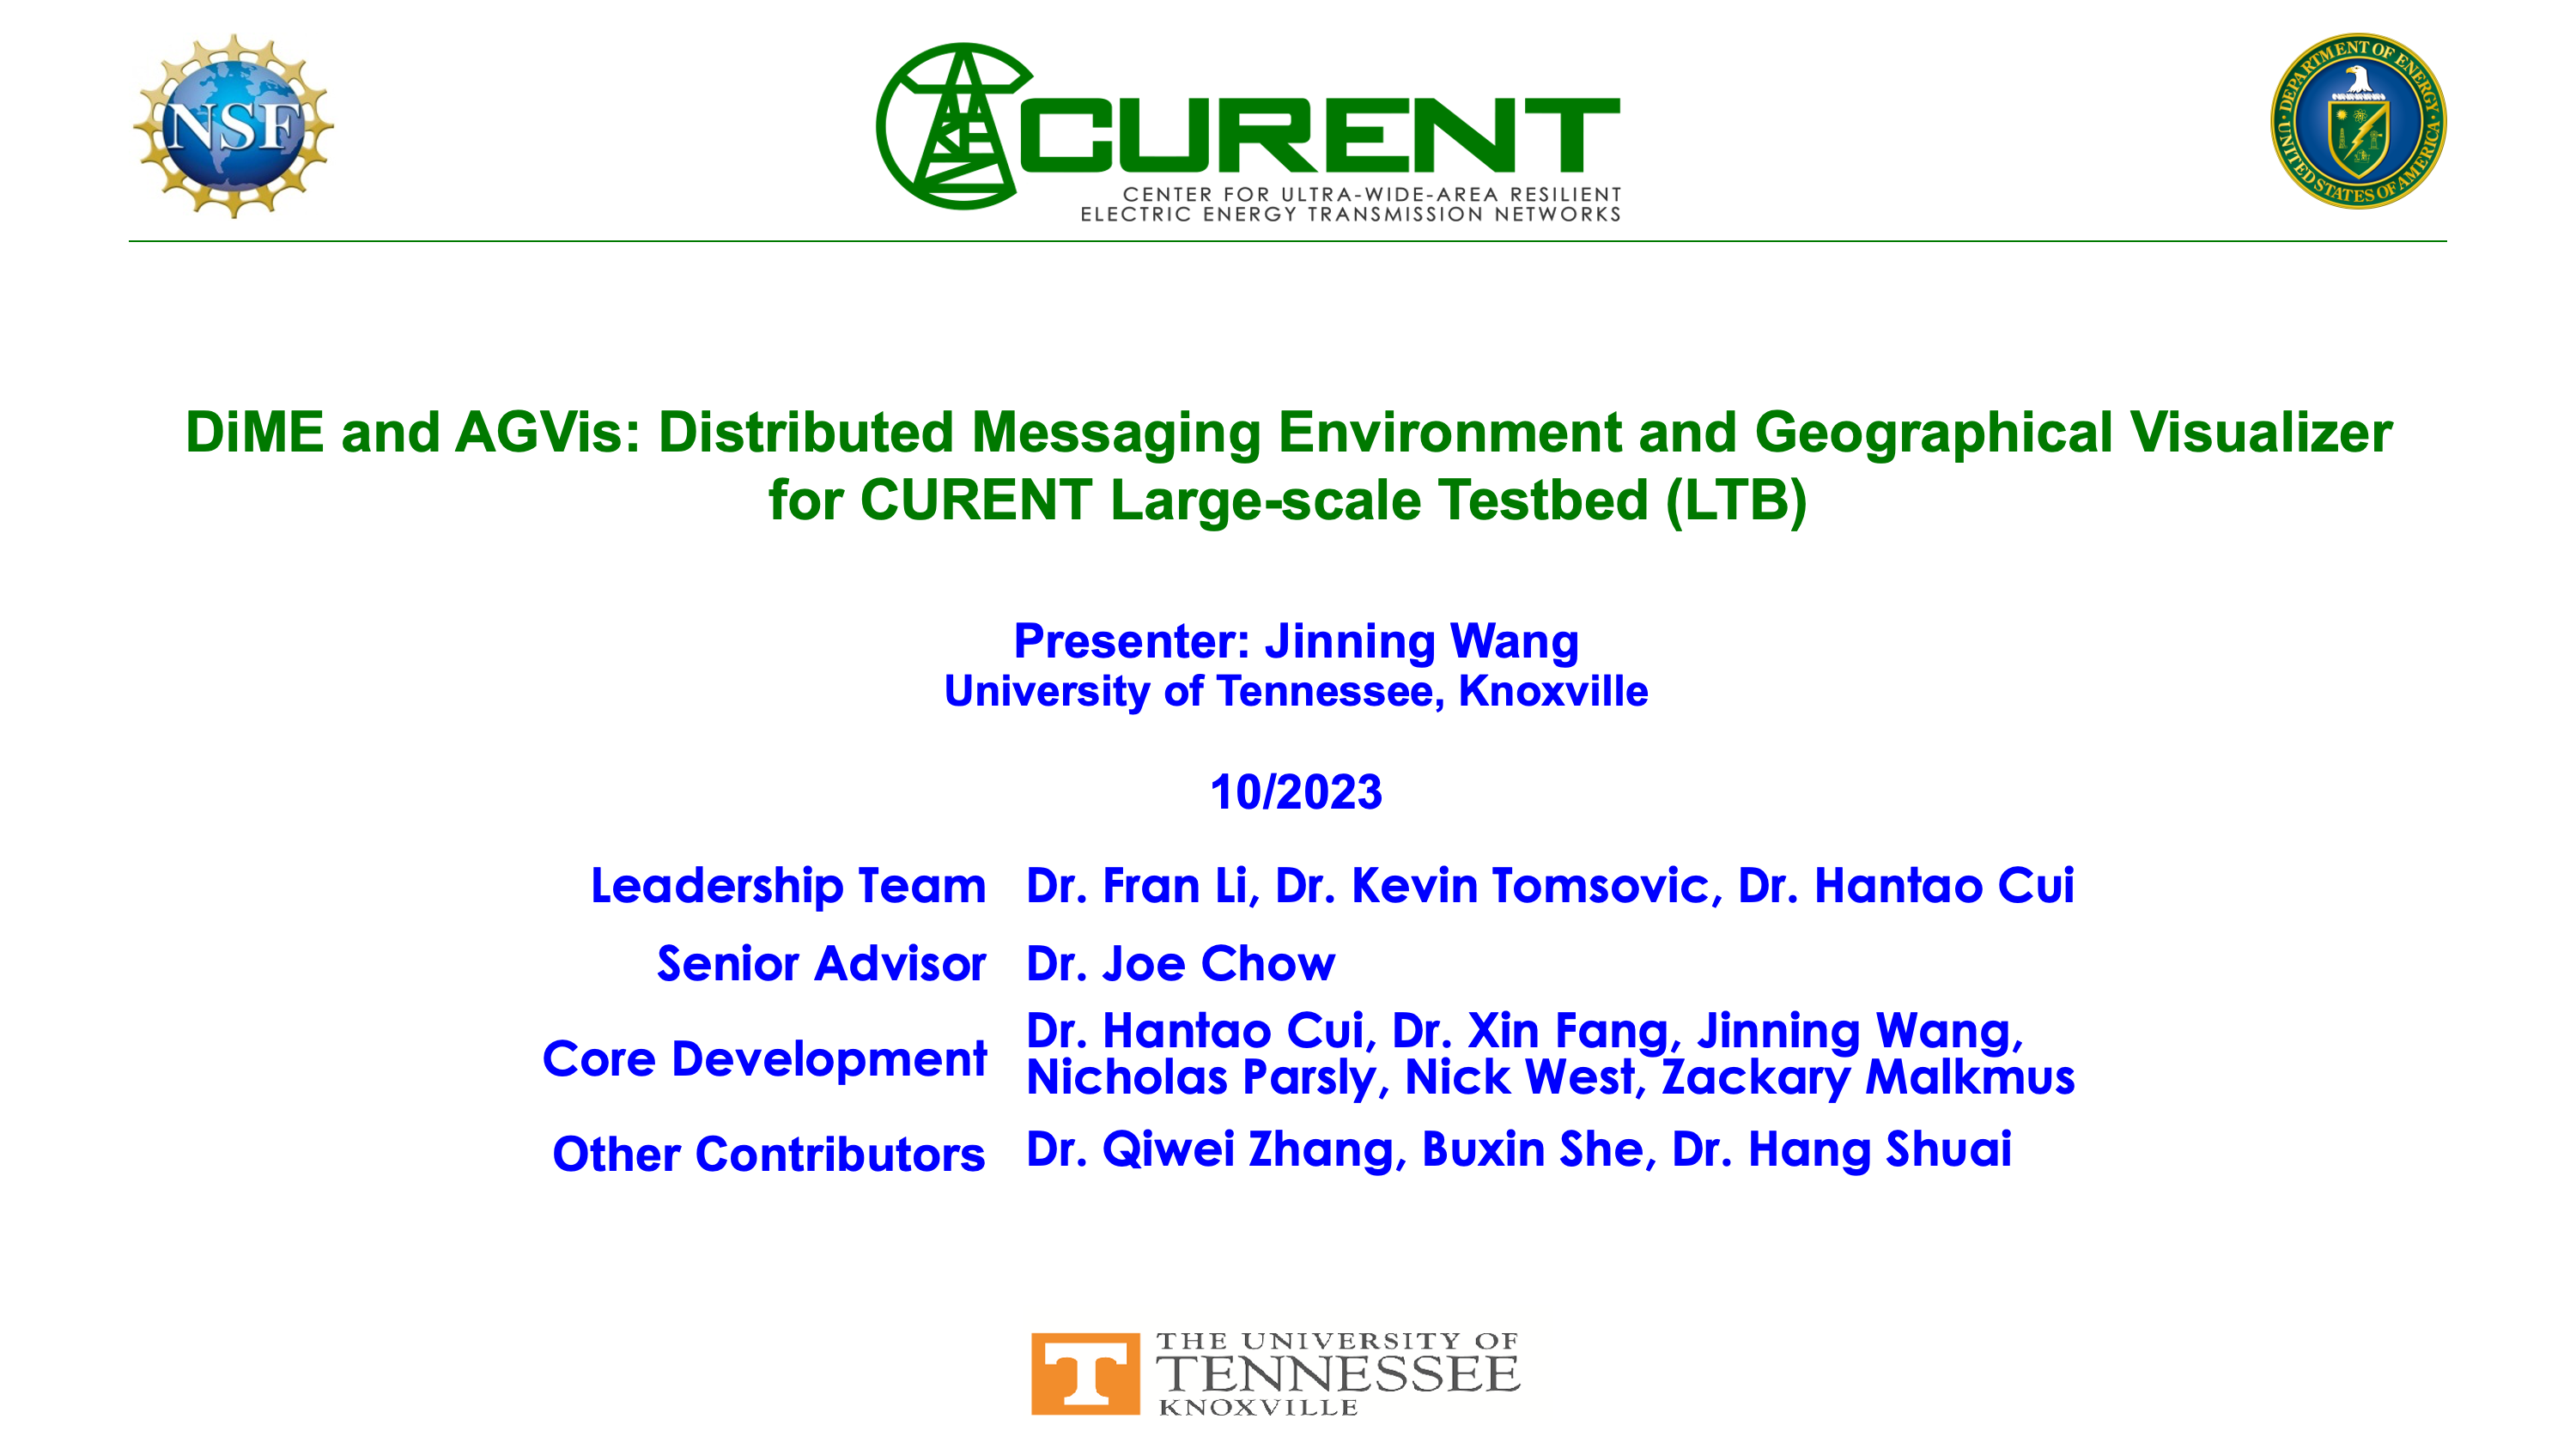 NSF
CURENT
CENTER FOR ULTRA-WIDE-AREA RESILIENT
ELECTRIC ENERGY TRANSMISSION NETWORKS
DEPARTMENT OF ENERGY
UNITED STATES OF AMERICA
DiME and AGVis: Distributed Messaging Environment and Geographical Visualizer
for CURENT Large-scale Testbed (LTB)
Presenter: Jinning Wang
University of Tennessee, Knoxville
10/2023
Leadership Team Dr. Fran Li, Dr. Kevin Tomsovic, Dr. Hantao Cui
Senior Advisor Dr. Joe Chow
Core Development Dr. Hantao Cui, Dr. Xin Fang, Jinning Wang,
Nicholas Parsly, Nick West, Zackary Malkmus
Other Contributors Dr. Qiwei Zhang, Buxin She, Dr. Hang Shuai
T
THE UNIVERSITY OF
TENNESSEE
KNOXVILLE